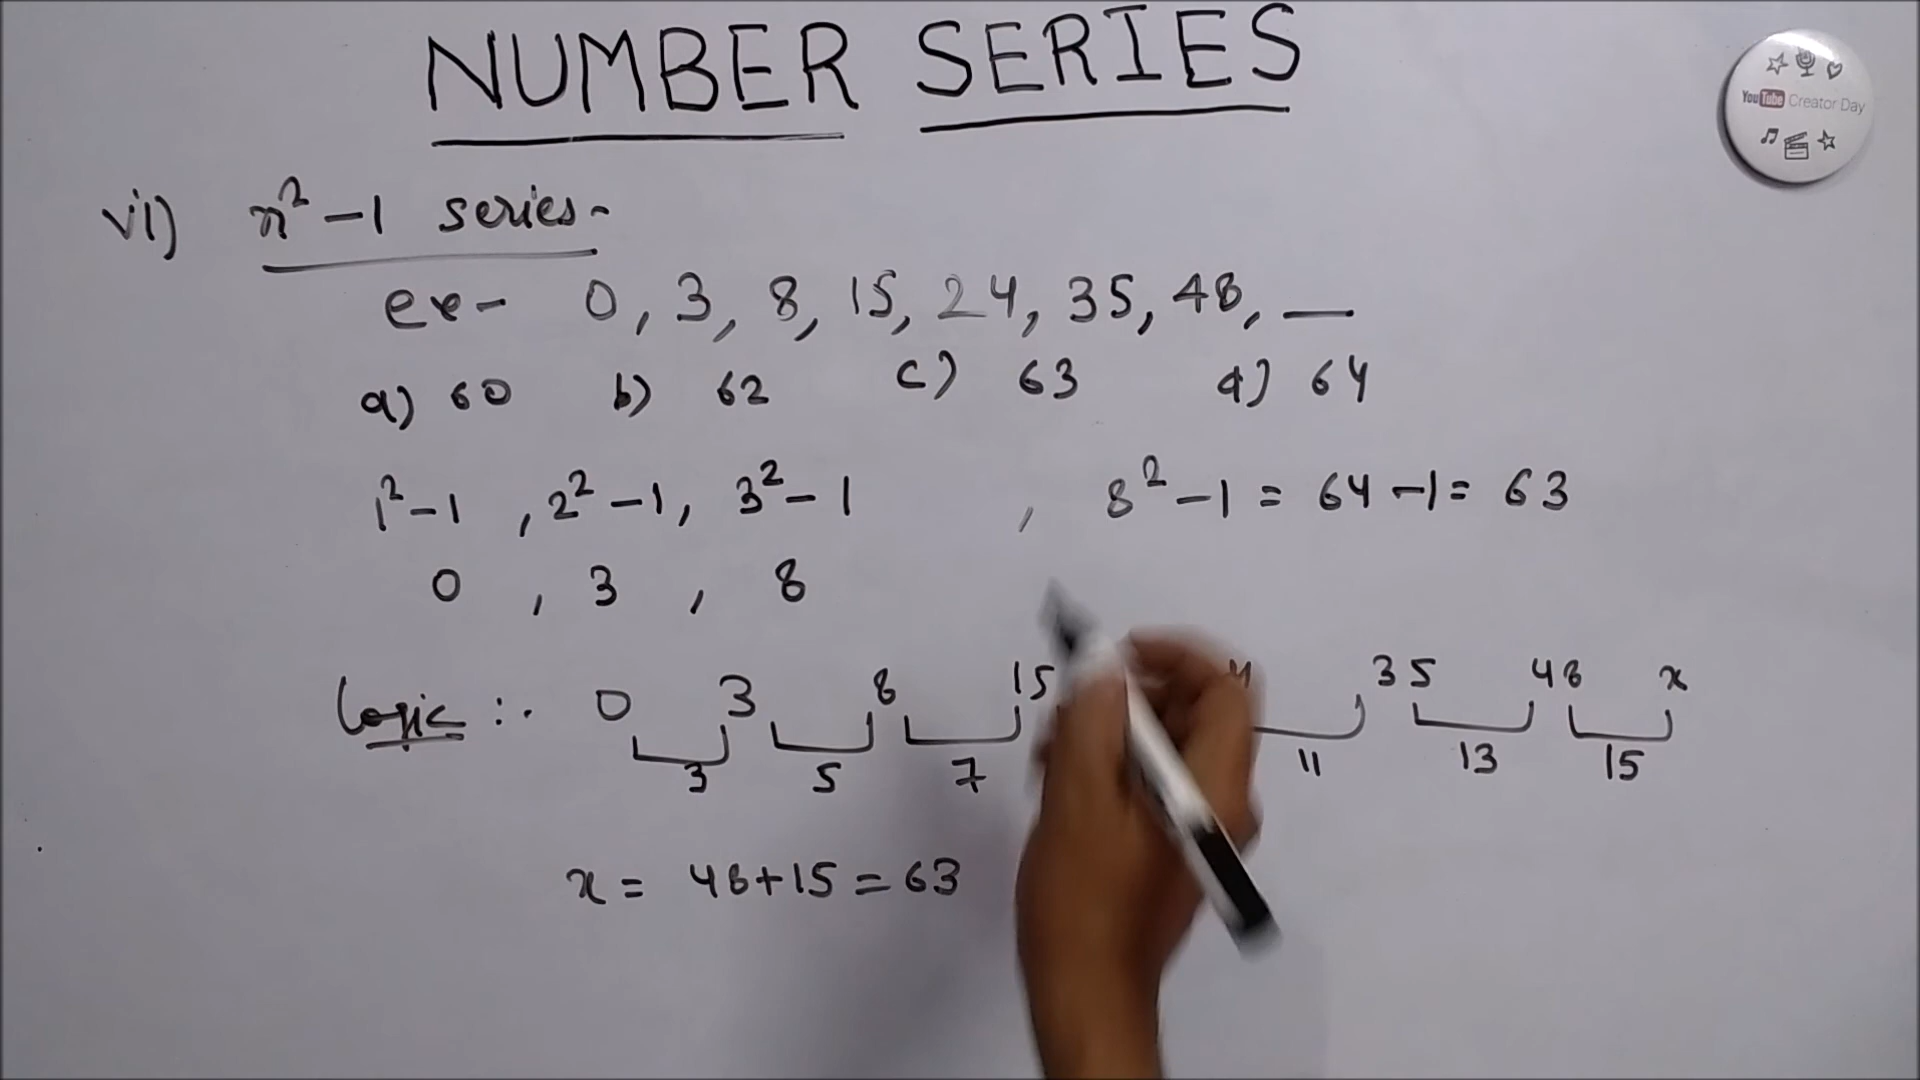 NUMBER SERIES
YouTube Creator Day
vi) n² – 1 series -
ex - 0, 3, 8, 15, 24, 35, 48, __
a) 60 b) 62 c) 63 d) 64
1² – 1 , 2² – 1, 3² – 1 , 8² – 1 = 64 – 1 = 63
0 , 3 , 8
Logic :- 0 3 8 15 4 35 48 x
3 5 7 11 13 15
x = 48 + 15 = 63